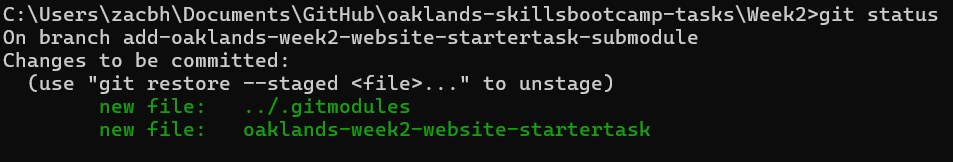 C:\Users\zacbh\Documents\GitHub\oaklands-skillsbootcamp-tasks\Week2>git status
On branch add-oaklands-week2-website-startertask-submodule
Changes to be committed:
  (use "git restore --staged <file>..." to unstage)
        new file:   ../.gitmodules
        new file:   oaklands-week2-website-startertask